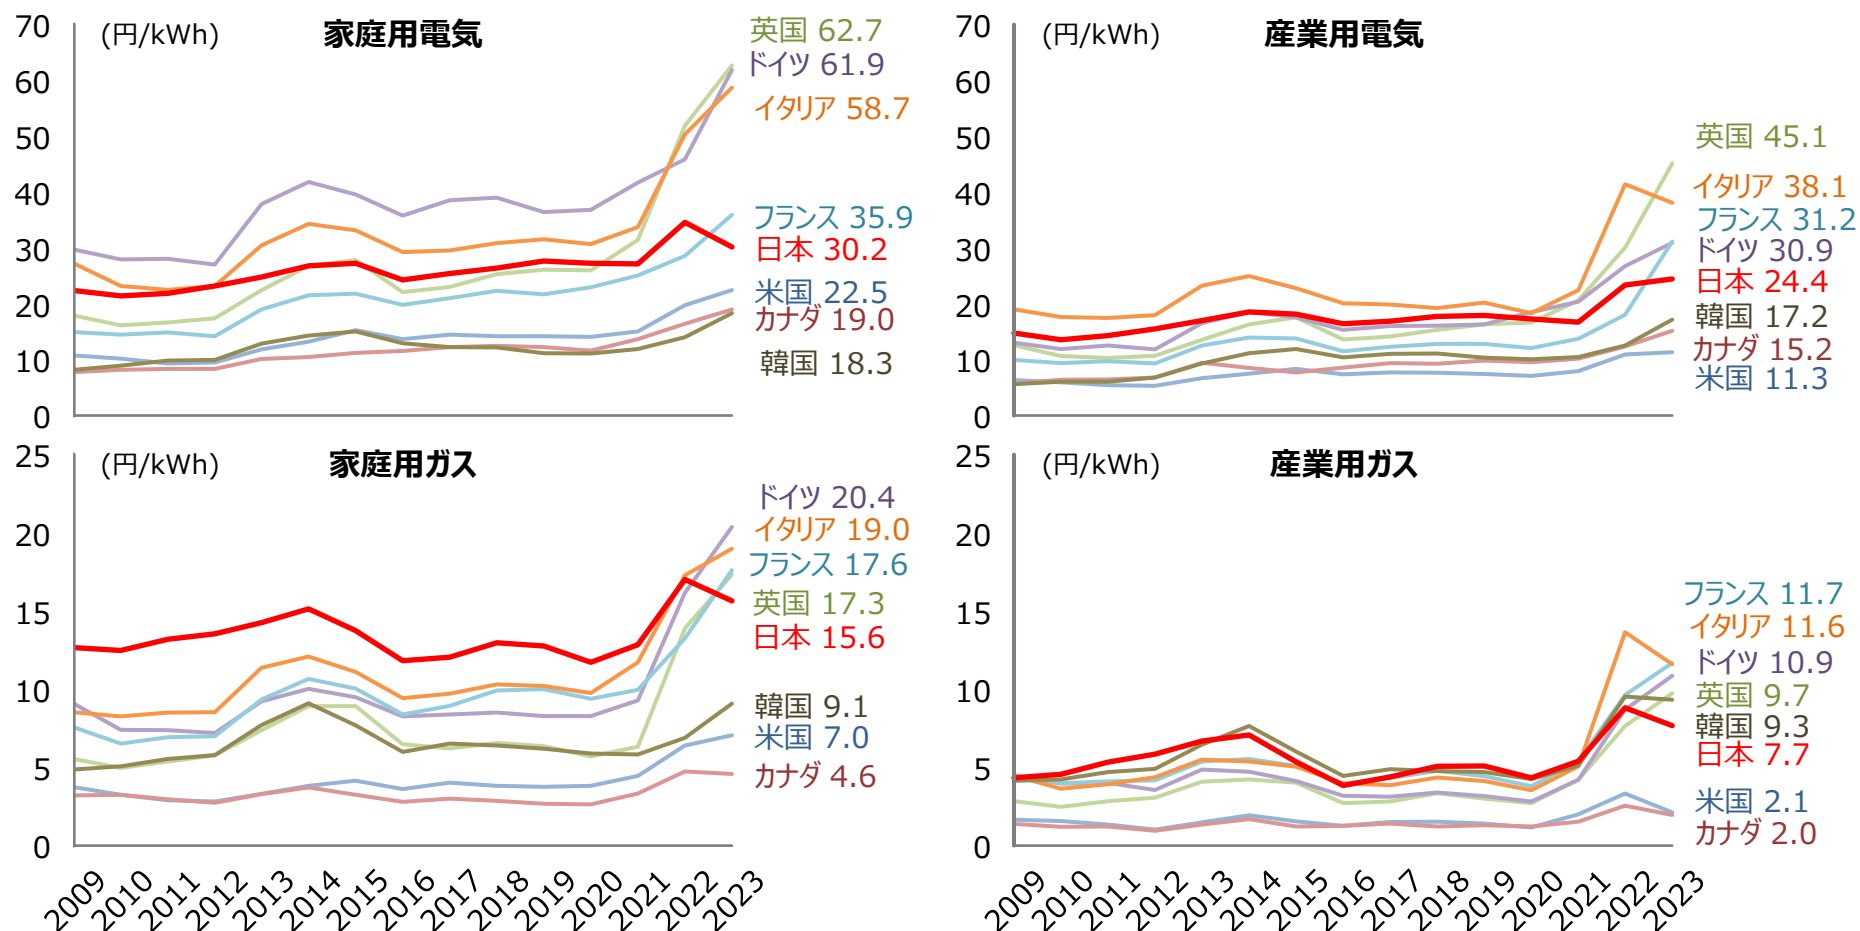 家庭用電気
(円/kWh)
70
60
50
40
30
20
10
0
英国 62.7
ドイツ 61.9
イタリア 58.7
フランス 35.9
日本 30.2
米国 22.5
カナダ 19.0
韓国 18.3
産業用電気
(円/kWh)
70
60
50
40
30
20
10
0
英国 45.1
イタリア 38.1
フランス 31.2
ドイツ 30.9
日本 24.4
韓国 17.2
カナダ 15.2
米国 11.3
家庭用ガス
(円/kWh)
25
20
15
10
5
0
ドイツ 20.4
イタリア 19.0
フランス 17.6
英国 17.3
日本 15.6
韓国 9.1
米国 7.0
カナダ 4.6
2009
2010
2011
2012
2013
2014
2015
2016
2017
2018
2019
2020
2021
2022
2023
産業用ガス
(円/kWh)
25
20
15
10
5
0
フランス 11.7
イタリア 11.6
ドイツ 10.9
英国 9.7
韓国 9.3
日本 7.7
米国 2.1
カナダ 2.0
2009
2010
2011
2012
2013
2014
2015
2016
2017
2018
2019
2020
2021
2022
2023